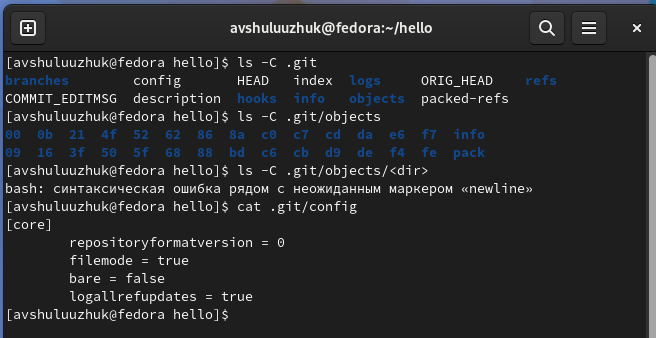 avshuluuzhuk@fedora:~/hello
[avshuluuzhuk@fedora hello]$ ls -C .git
branches        config       HEAD   index  logs     ORIG_HEAD    refs
COMMIT_EDITMSG  description  hooks  info   objects  packed-refs
[avshuluuzhuk@fedora hello]$ ls -C .git/objects
00  0b  21  4f  52  62  86  8a  c0  c7  cd  da  e6  f7  info
09  16  3f  50  5f  68  88  bd  c6  cb  d9  de  f4  fe  pack
[avshuluuzhuk@fedora hello]$ ls -C .git/objects/<dir>
bash: синтаксическая ошибка рядом с неожиданным маркером «newline»
[avshuluuzhuk@fedora hello]$ cat .git/config
[core]
        repositoryformatversion = 0
        filemode = true
        bare = false
        logallrefupdates = true
[avshuluuzhuk@fedora hello]$